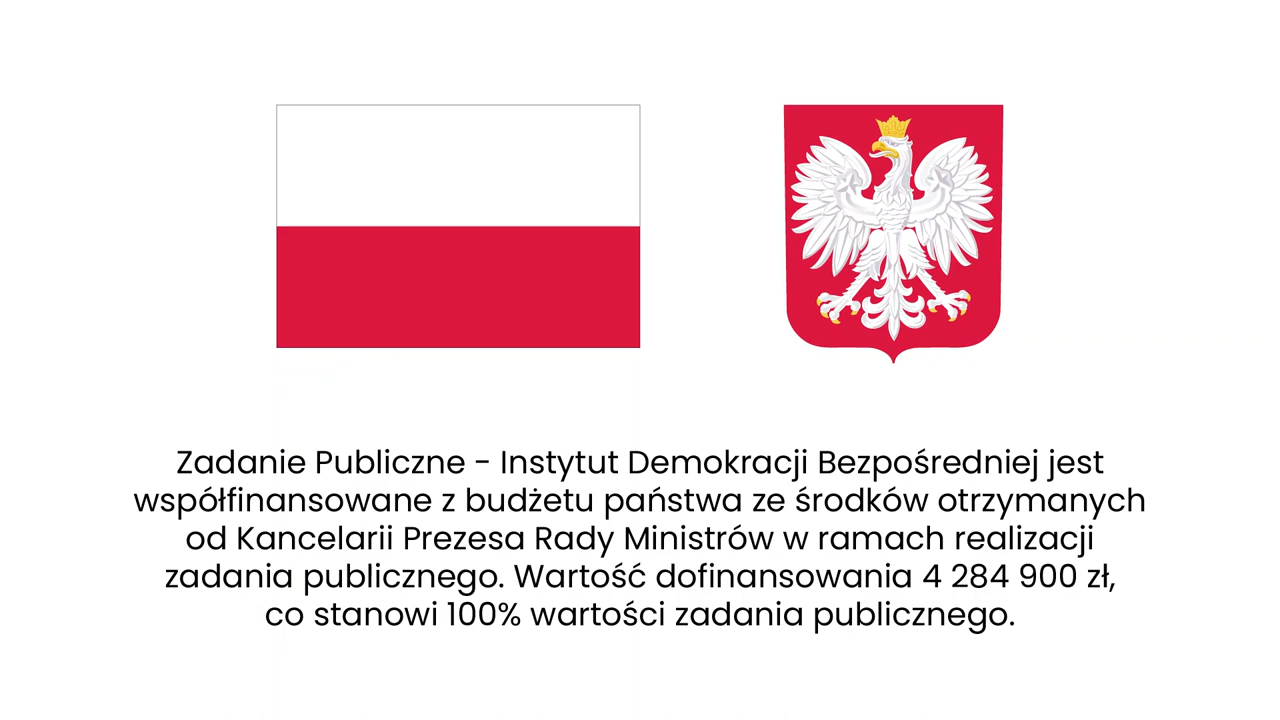 Zadanie Publiczne - Instytut Demokracji Bezpośredniej jest
współfinansowane z budżetu państwa ze środków otrzymanych
od Kancelarii Prezesa Rady Ministrów w ramach realizacji
zadania publicznego. Wartość dofinansowania 4 284 900 zł,
co stanowi 100% wartości zadania publicznego.